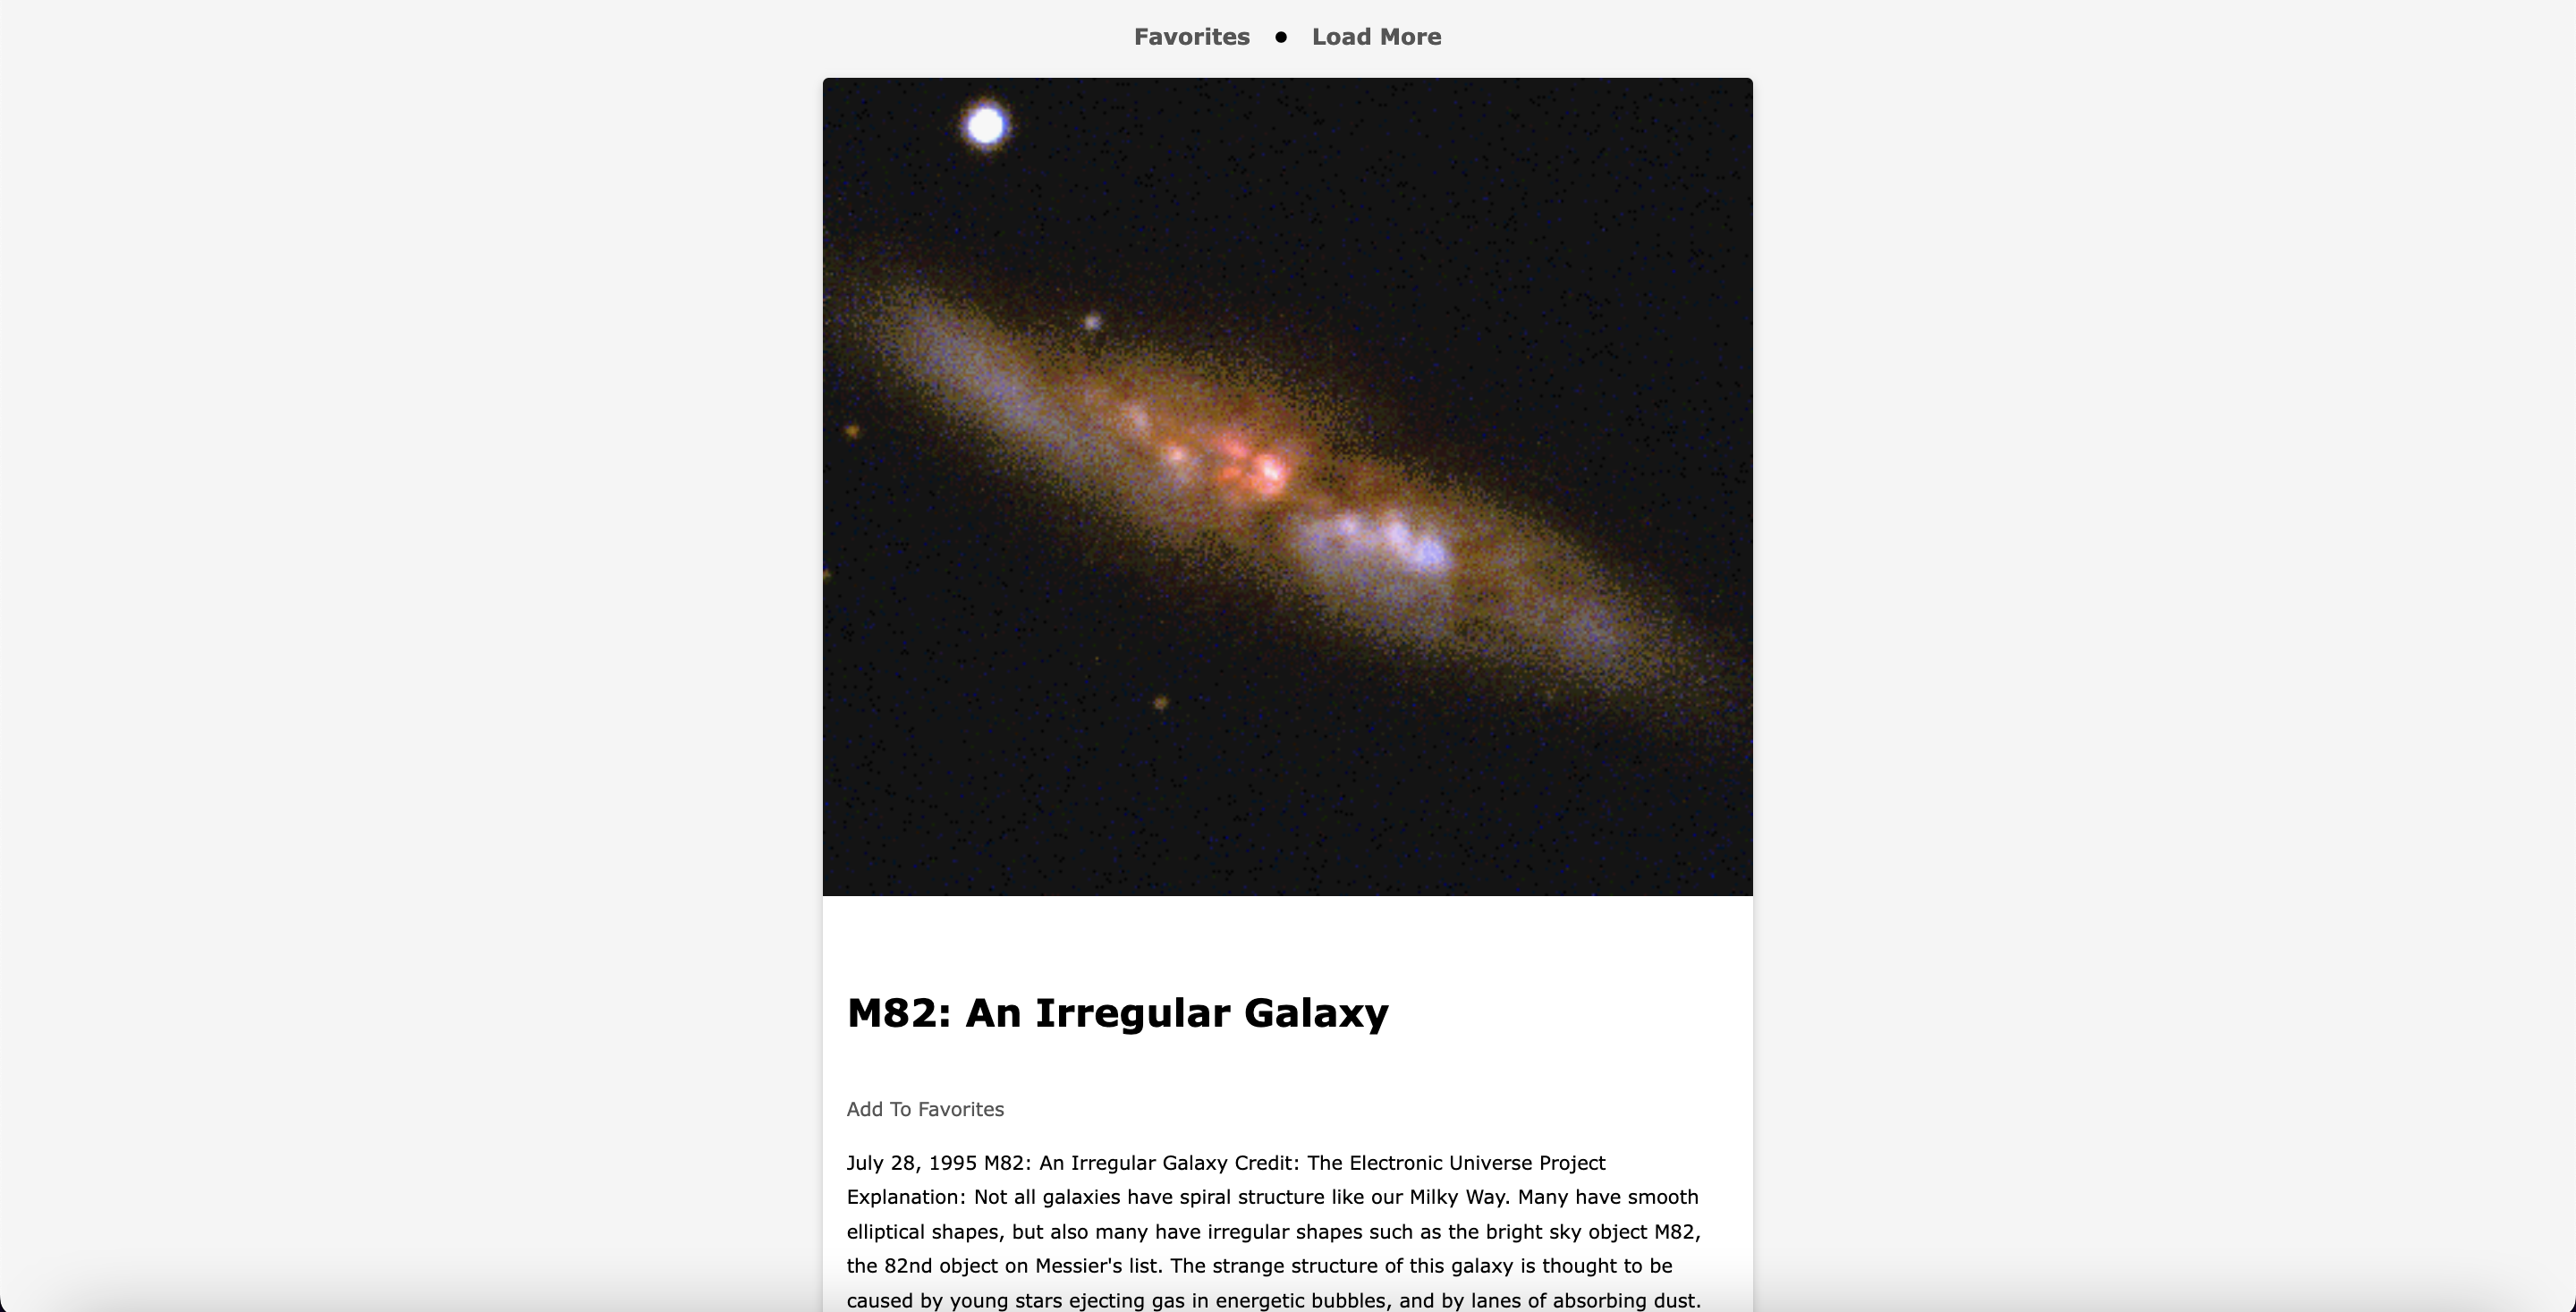 Favorites ● Load More
M82: An Irregular Galaxy
Add To Favorites
July 28, 1995 M82: An Irregular Galaxy Credit: The Electronic Universe Project
Explanation: Not all galaxies have spiral structure like our Milky Way. Many have smooth
elliptical shapes, but also many have irregular shapes such as the bright sky object M82,
the 82nd object on Messier's list. The strange structure of this galaxy is thought to be
caused by young stars ejecting gas in energetic bubbles, and by lanes of absorbing dust.